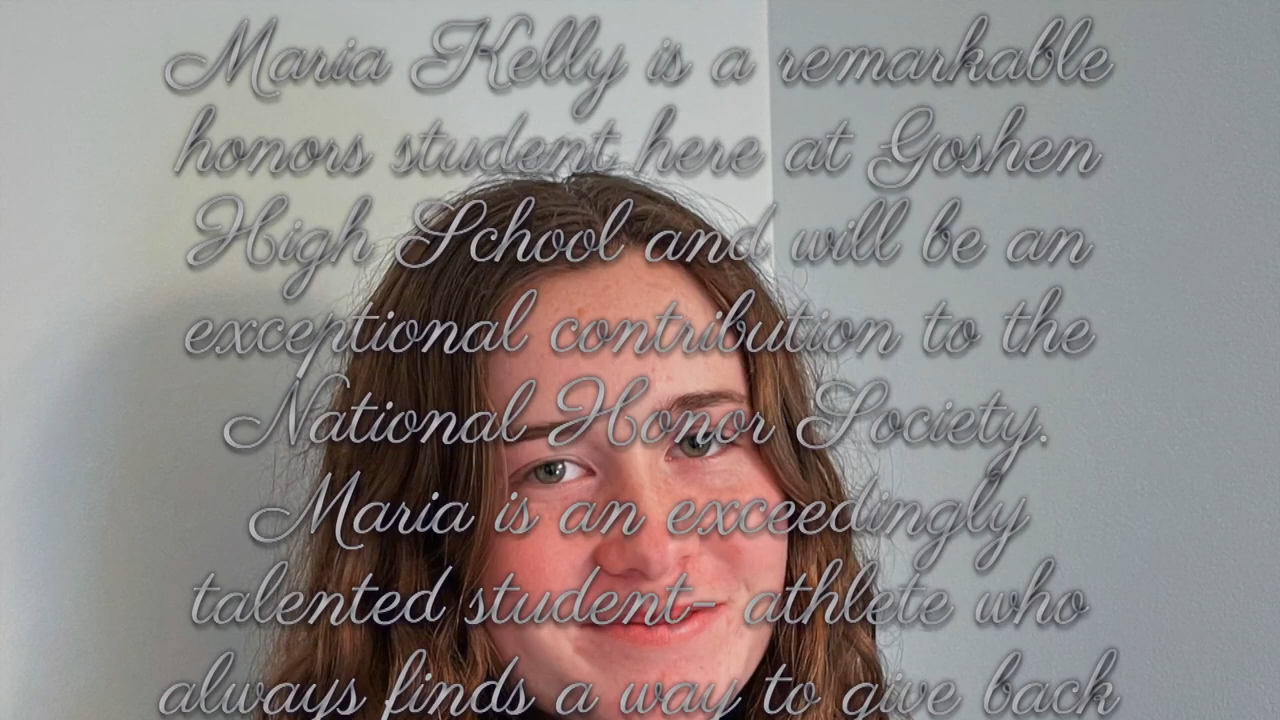 Maria Kelly is a remarkable
honors student here at Goshen
High School and will be an
exceptional contribution to the
National Honor Society.
Maria is an exceedingly
talented student- athlete who
always finds a way to give back